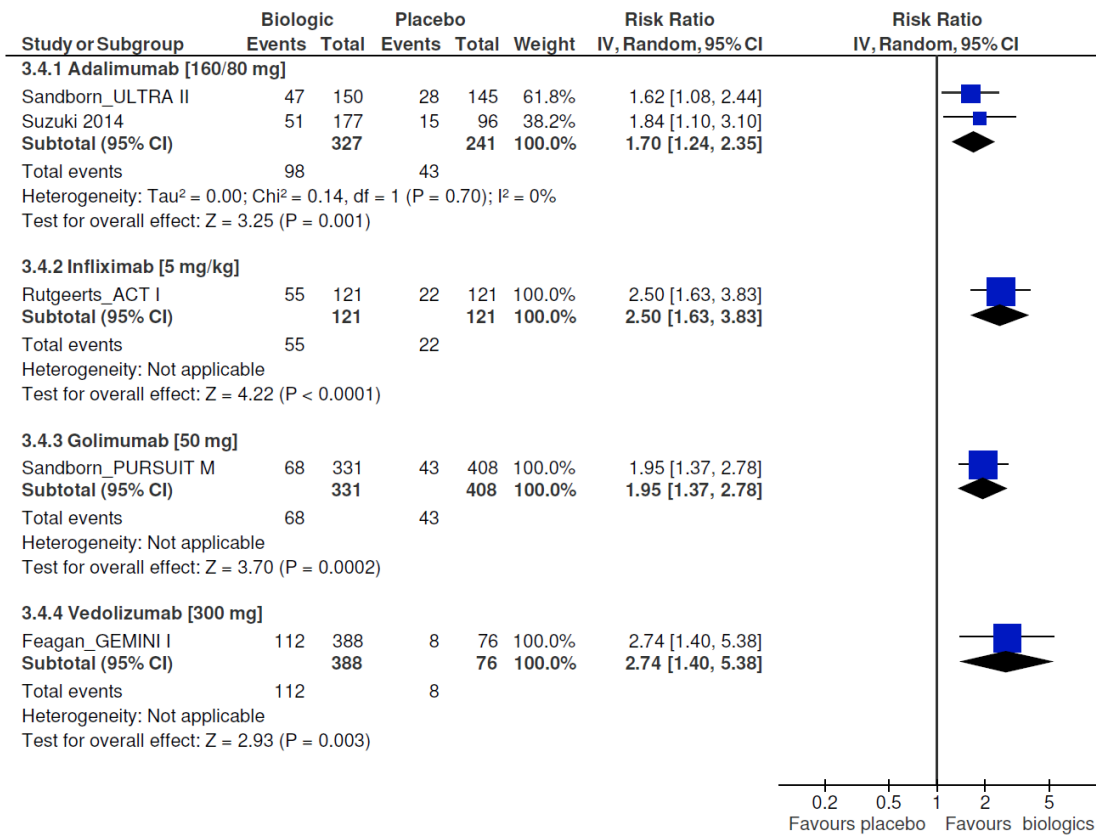 Biologic Placebo Risk Ratio Risk Ratio
Study or Subgroup Events Total Events Total Weight IV, Random, 95% CI IV, Random, 95% CI
3.4.1 Adalimumab [160/80 mg]
Sandborn_ULTRA II 47 150 28 145 61.8% 1.62 [1.08, 2.44]
Suzuki 2014 51 177 15 96 38.2% 1.84 [1.10, 3.10]
Subtotal (95% CI) 327 241 100.0% 1.70 [1.24, 2.35]
Total events 98 43
Heterogeneity: Tau² = 0.00; Chi² = 0.14, df = 1 (P = 0.70); I² = 0%
Test for overall effect: Z = 3.25 (P = 0.001)
3.4.2 Infliximab [5 mg/kg]
Rutgeerts_ACT I 55 121 22 121 100.0% 2.50 [1.63, 3.83]
Subtotal (95% CI) 121 121 100.0% 2.50 [1.63, 3.83]
Total events 55 22
Heterogeneity: Not applicable
Test for overall effect: Z = 4.22 (P < 0.0001)
3.4.3 Golimumab [50 mg]
Sandborn_PURSUIT M 68 331 43 408 100.0% 1.95 [1.37, 2.78]
Subtotal (95% CI) 331 408 100.0% 1.95 [1.37, 2.78]
Total events 68 43
Heterogeneity: Not applicable
Test for overall effect: Z = 3.70 (P = 0.0002)
3.4.4 Vedolizumab [300 mg]
Feagan_GEMINI I 112 388 8 76 100.0% 2.74 [1.40, 5.38]
Subtotal (95% CI) 388 76 100.0% 2.74 [1.40, 5.38]
Total events 112 8
Heterogeneity: Not applicable
Test for overall effect: Z = 2.93 (P = 0.003)
0.2 0.5 1 2 5
Favours placebo Favours biologics